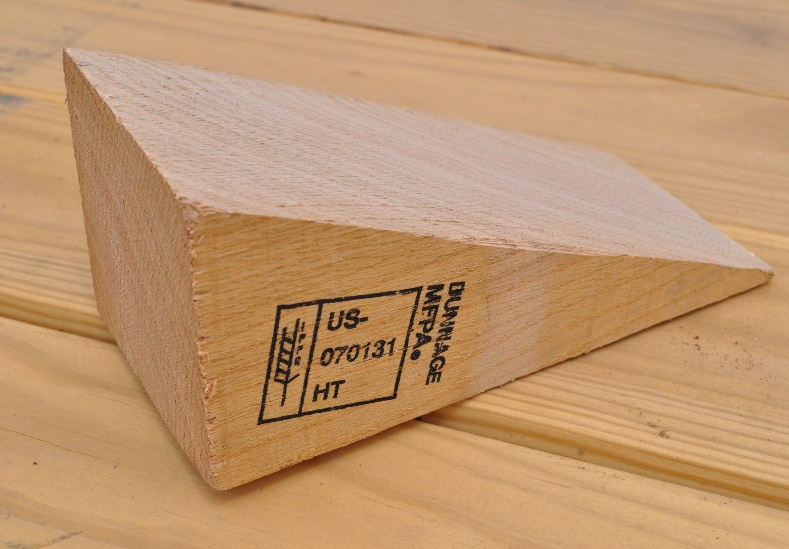 US-
070131
HT
DUNNAGE
MFPA®